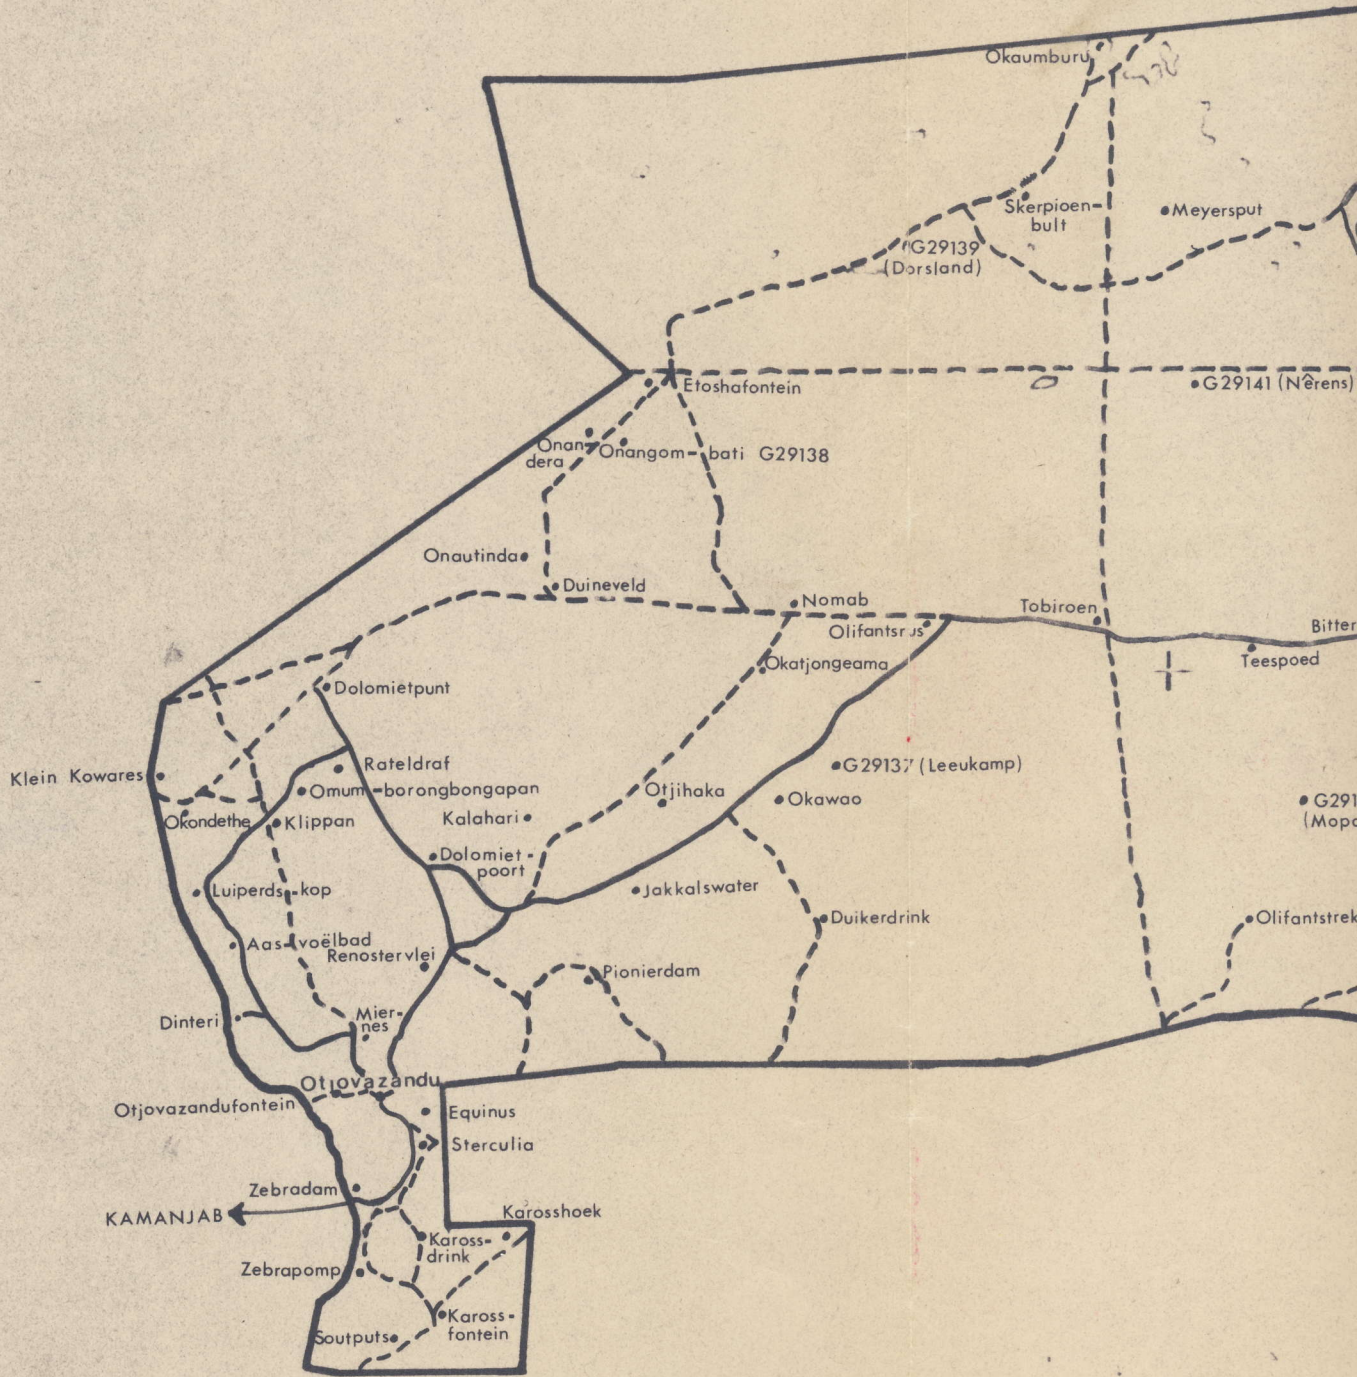 Okaumburu
Skerpioen-
bult
Meyersput
G29139
(Dorsland)
Etoshafontein
G29141 (Nêrens)
Onan-
dera
Onangom-bati G29138
Onautinda
Duineveld
Nomab
Olifantsrus
Tobiroen
Bitter
Teespoed
Okatjongeama
Dolomietpunt
Klein Kowares
Rateldraf
Omum-borongbongapan
G29137 (Leeukamp)
Otjihaka
Okawao
G291
(Mopa
Okondethe
Klippan
Kalahari
Dolomiet-
poort
Luiperds-kop
Jakkalswater
Duikerdrink
Olifantstrek
Aas-voëlbad
Renostervlei
Pionierdam
Dinteri
Mier-
nes
Otjovazandu
Otjovazandufontein
Equinus
Sterculia
Zebradam
KAMANJAB
Karosshoek
Kaross-
drink
Zebrapomp
Kaross-
fontein
Soutputs